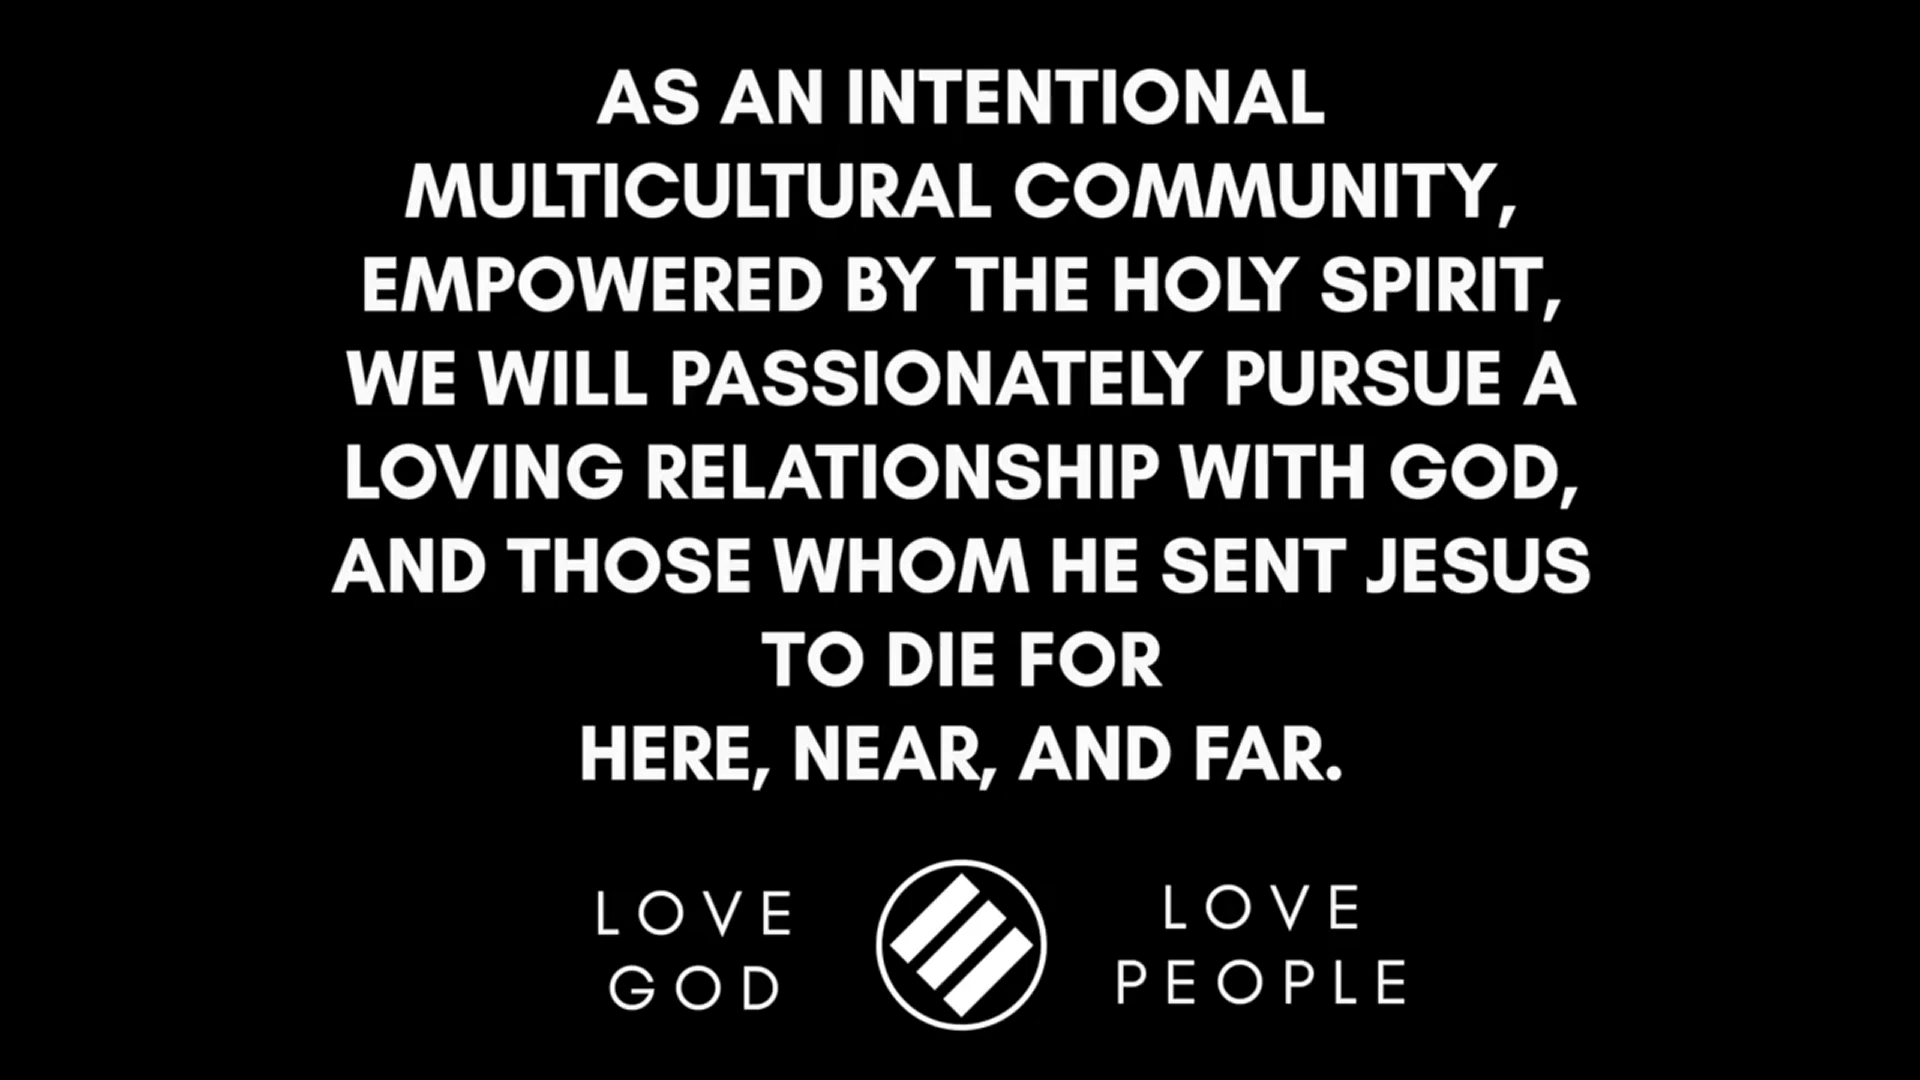 AS AN INTENTIONAL
MULTICULTURAL COMMUNITY,
EMPOWERED BY THE HOLY SPIRIT,
WE WILL PASSIONATELY PURSUE A
LOVING RELATIONSHIP WITH GOD,
AND THOSE WHOM HE SENT JESUS
TO DIE FOR
HERE, NEAR, AND FAR.
LOVE
GOD
LOVE
PEOPLE